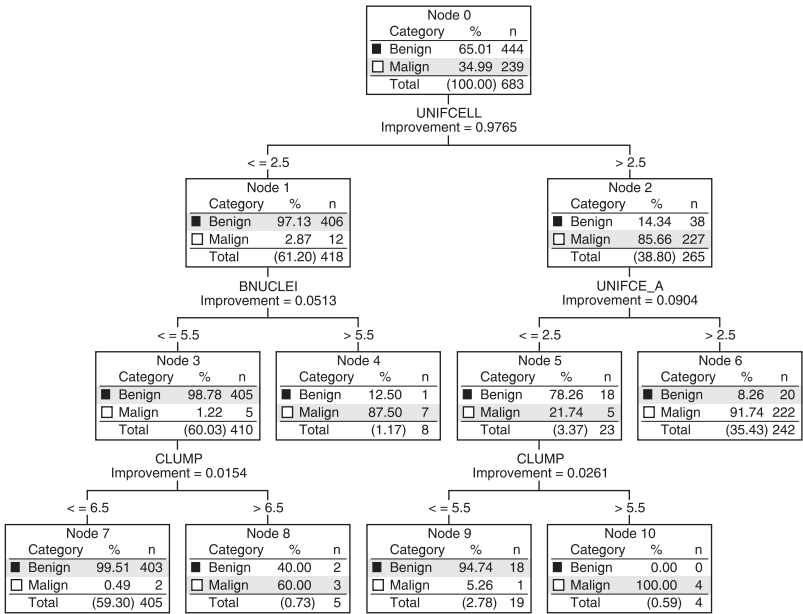 Node 0
Category % n
Benign 65.01 444
Malign 34.99 239
Total (100.00) 683
UNIFCELL
Improvement = 0.9765
< = 2.5
> 2.5
Node 1
Category % n
Benign 97.13 406
Malign 2.87 12
Total (61.20) 418
Node 2
Category % n
Benign 14.34 38
Malign 85.66 227
Total (38.80) 265
BNUCLEI
Improvement = 0.0513
UNIFCE_A
Improvement = 0.0904
< = 5.5
> 5.5
< = 2.5
> 2.5
Node 3
Category % n
Benign 98.78 405
Malign 1.22 5
Total (60.03) 410
Node 4
Category % n
Benign 12.50 1
Malign 87.50 7
Total (1.17) 8
Node 5
Category % n
Benign 78.26 18
Malign 21.74 5
Total (3.37) 23
Node 6
Category % n
Benign 8.26 20
Malign 91.74 222
Total (35.43) 242
CLUMP
Improvement = 0.0154
CLUMP
Improvement = 0.0261
< = 6.5
> 6.5
< = 5.5
> 5.5
Node 7
Category % n
Benign 99.51 403
Malign 0.49 2
Total (59.30) 405
Node 8
Category % n
Benign 40.00 2
Malign 60.00 3
Total (0.73) 5
Node 9
Category % n
Benign 94.74 18
Malign 5.26 1
Total (2.78) 19
Node 10
Category % n
Benign 0.00 0
Malign 100.00 4
Total (0.59) 4